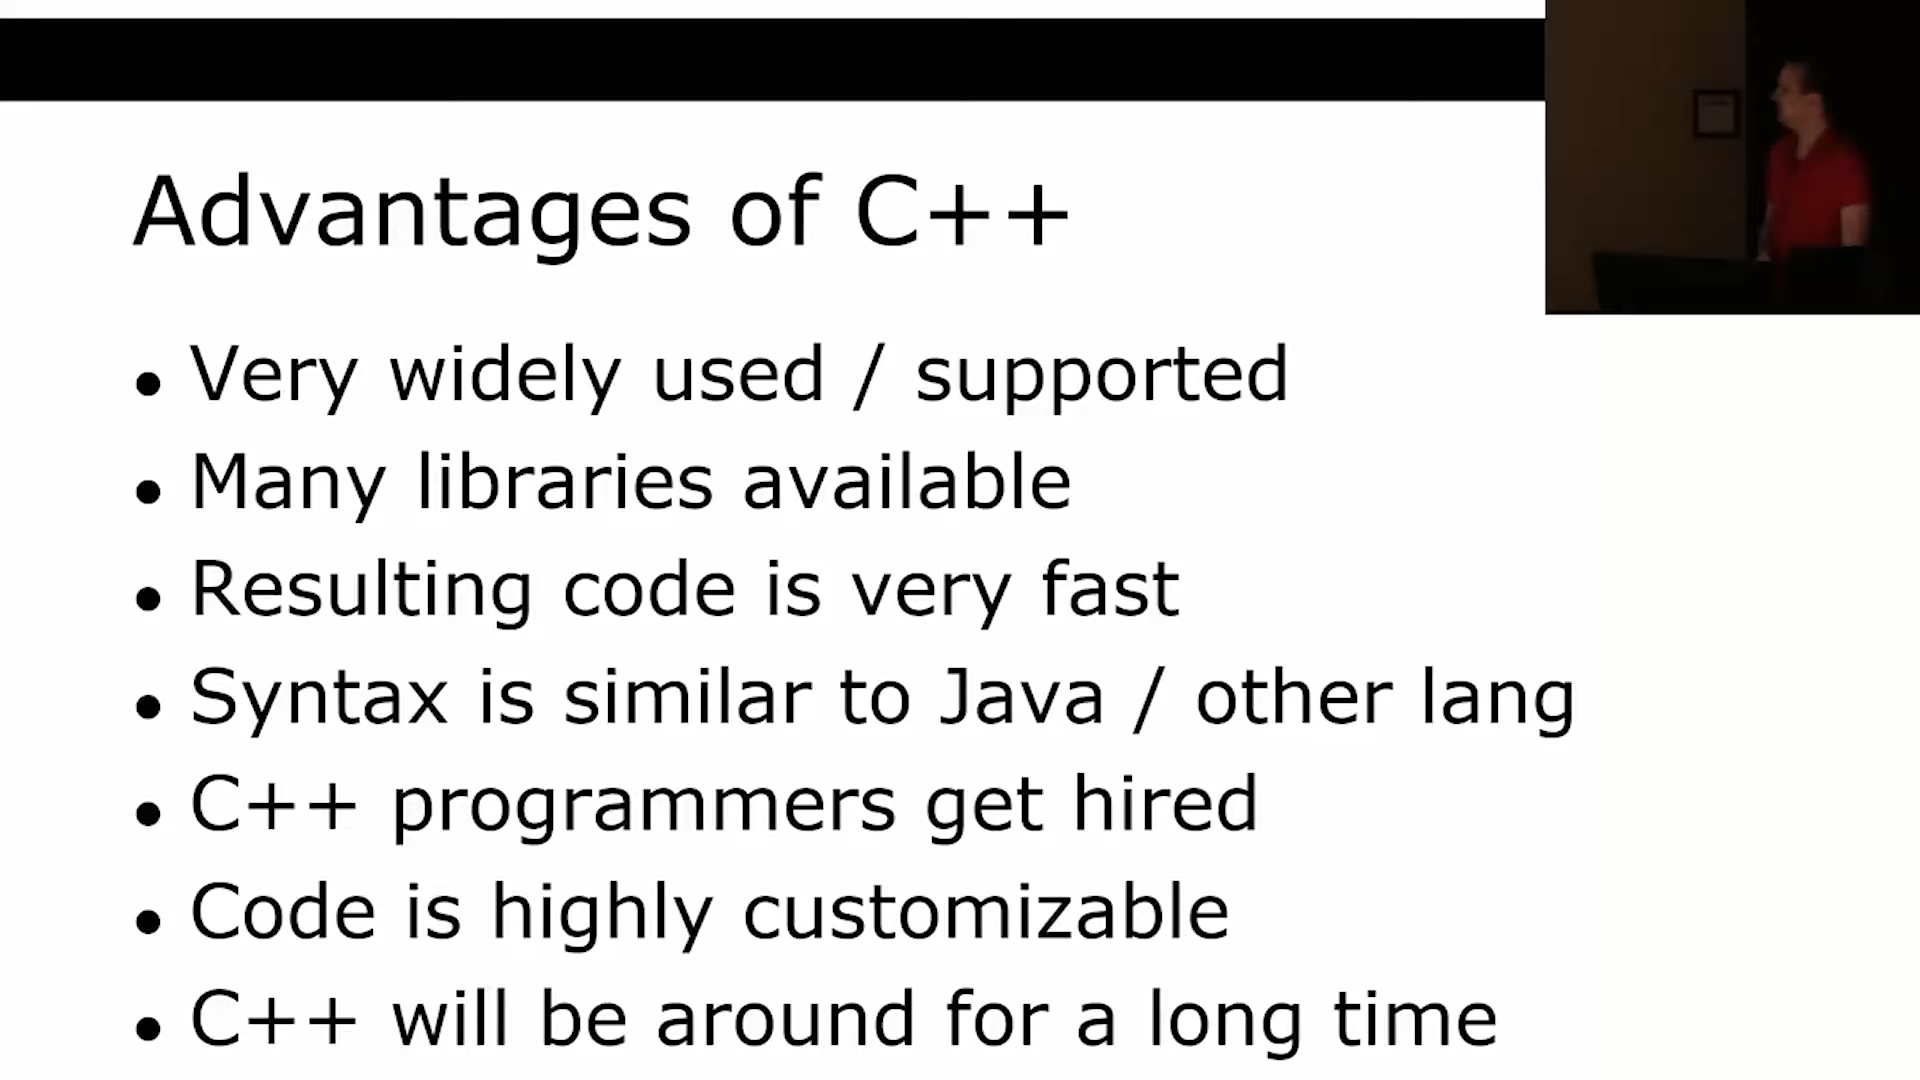 Advantages of C++
• Very widely used / supported
• Many libraries available
• Resulting code is very fast
• Syntax is similar to Java / other lang
• C++ programmers get hired
• Code is highly customizable
• C++ will be around for a long time